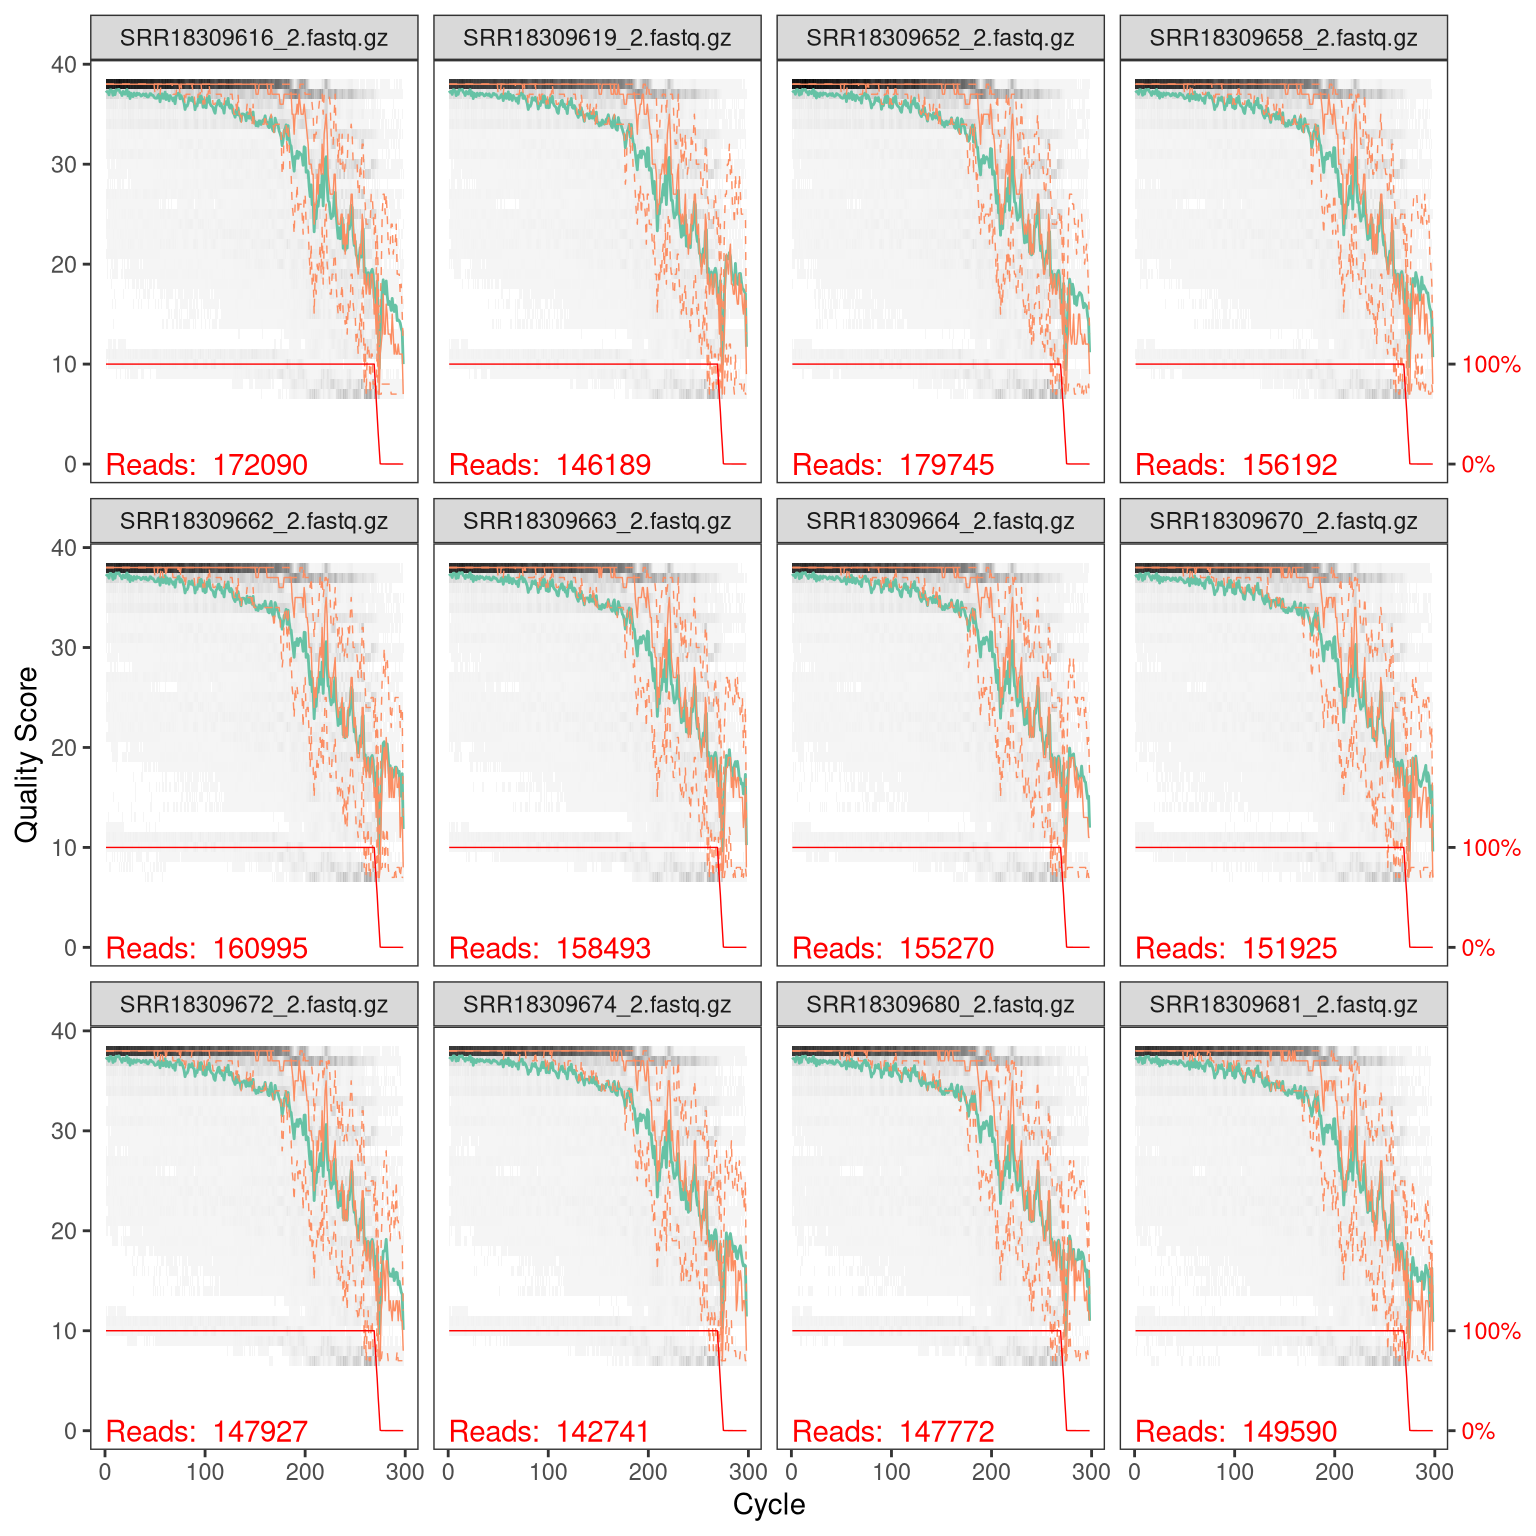 SRR18309616_2.fastq.gz SRR18309619_2.fastq.gz SRR18309652_2.fastq.gz SRR18309658_2.fastq.gz
40
30
20
10 100%
0 Reads: 172090 Reads: 146189 Reads: 179745 Reads: 156192 0%
SRR18309662_2.fastq.gz SRR18309663_2.fastq.gz SRR18309664_2.fastq.gz SRR18309670_2.fastq.gz
40
30
Quality Score
20
10 100%
0 Reads: 160995 Reads: 158493 Reads: 155270 Reads: 151925 0%
SRR18309672_2.fastq.gz SRR18309674_2.fastq.gz SRR18309680_2.fastq.gz SRR18309681_2.fastq.gz
40
30
20
10 100%
0 Reads: 147927 Reads: 142741 Reads: 147772 Reads: 149590 0%
0 100 200 300 0 100 200 300 0 100 200 300 0 100 200 300
Cycle